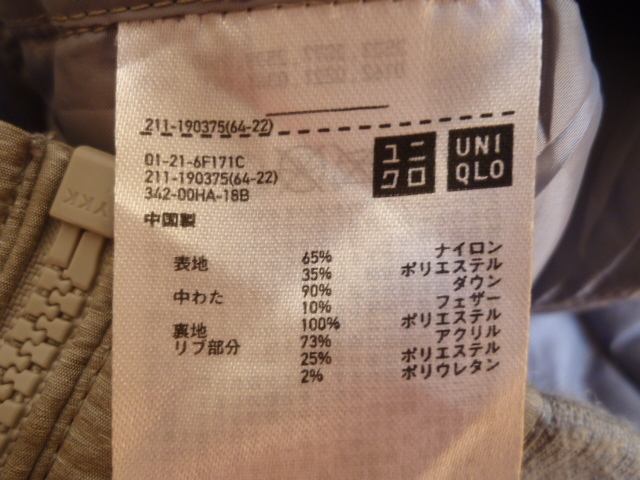 211-190375(64-22)
01-21-6F171C
211-190375(64-22)
342-00HA-18B
ユニクロ
UNIQLO
中国製
表地 65% ナイロン
35% ポリエステル
中わた 90% ダウン
10% フェザー
裏地 100% ポリエステル
リブ部分 73% アクリル
25% ポリエステル
2% ポリウレタン
YKK